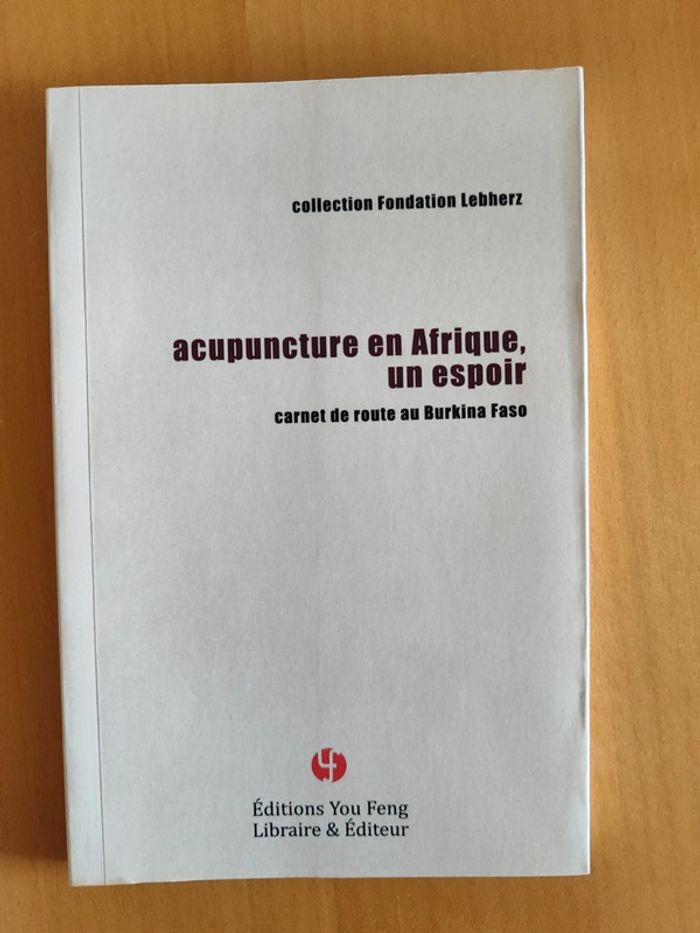 collection Fondation Lebherz
acupuncture en Afrique,
un espoir
carnet de route au Burkina Faso
yf
Éditions You Feng
Libraire & Éditeur